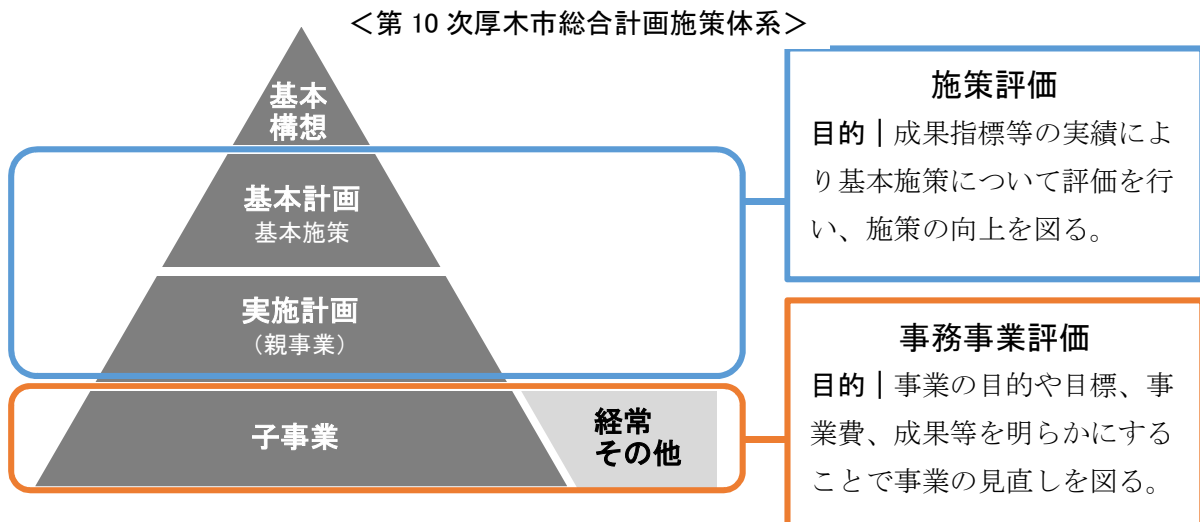 ＜第 10 次厚木市総合計画施策体系＞
基本
構想
基本計画
基本施策
実施計画
（親事業）
子事業
経常
その他
施策評価
目的｜成果指標等の実績によ
り基本施策について評価を行
い、施策の向上を図る。
事務事業評価
目的｜事業の目的や目標、事
業費、成果等を明らかにする
ことで事業の見直しを図る。